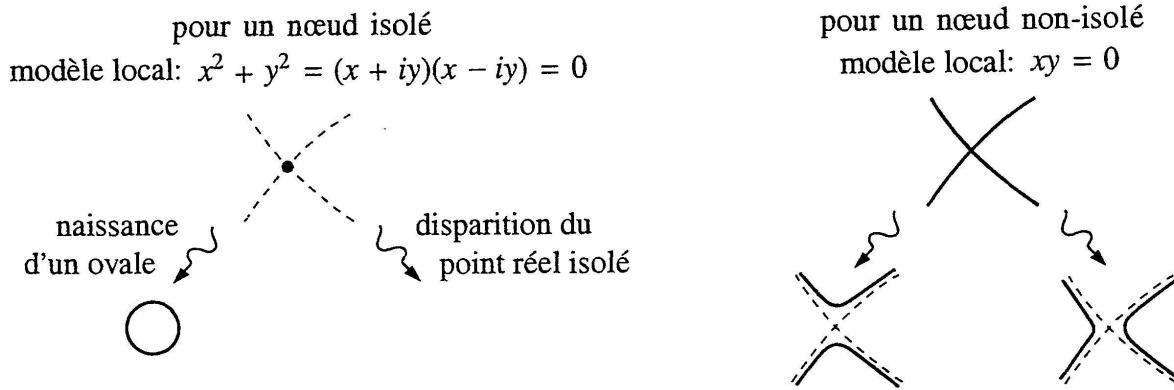 pour un nœud isolé
modèle local: x² + y² = (x + iy)(x − iy) = 0
naissance
d'un ovale
disparition du
point réel isolé
pour un nœud non-isolé
modèle local: xy = 0